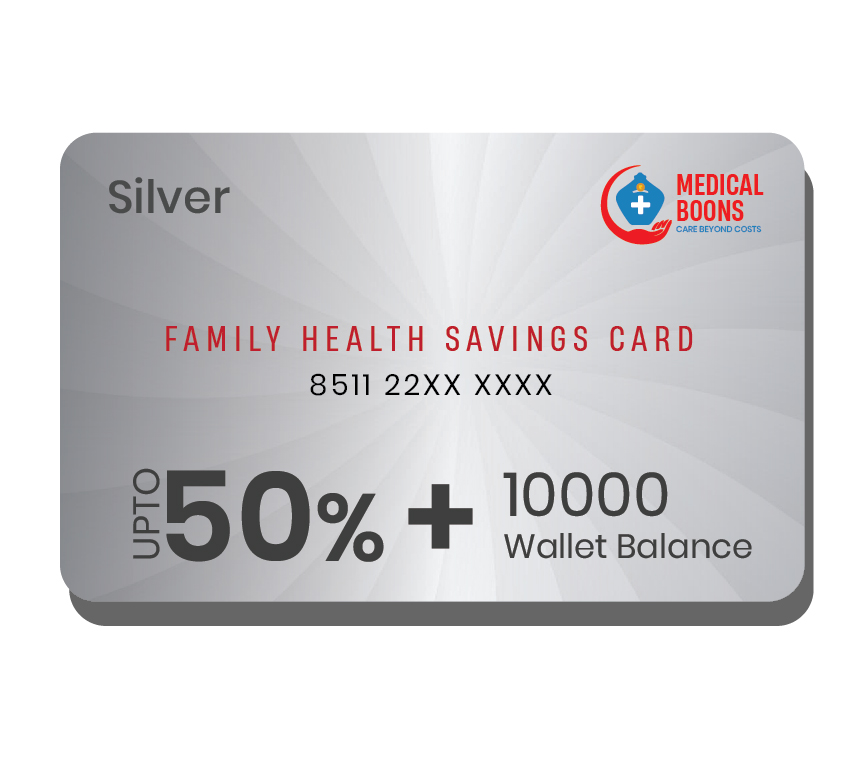 Silver
MEDICAL
BOONS
CARE BEYOND COSTS
FAMILY HEALTH SAVINGS CARD
8511 22XX XXXX
UPTO 50% + 10000
Wallet Balance